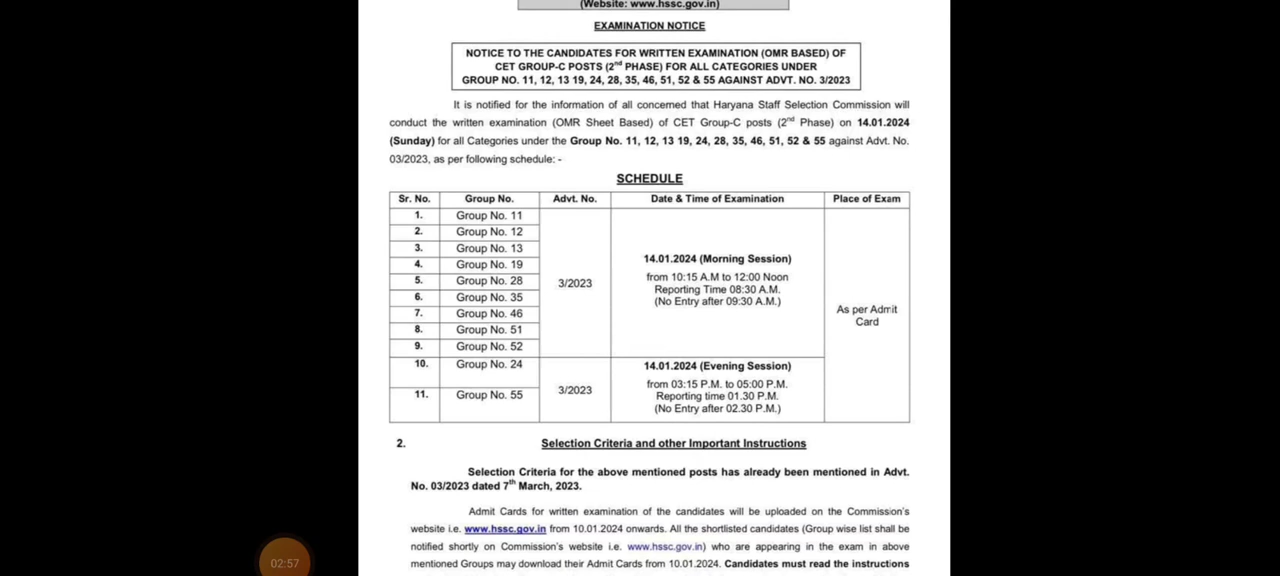 (Website: www.hssc.gov.in)
EXAMINATION NOTICE
NOTICE TO THE CANDIDATES FOR WRITTEN EXAMINATION (OMR BASED) OF
CET GROUP-C POSTS (2nd PHASE) FOR ALL CATEGORIES UNDER
GROUP NO. 11, 12, 13 19, 24, 28, 35, 46, 51, 52 & 55 AGAINST ADVT. NO. 3/2023
It is notified for the information of all concerned that Haryana Staff Selection Commission will
conduct the written examination (OMR Sheet Based) of CET Group-C posts (2nd Phase) on 14.01.2024
(Sunday) for all Categories under the Group No. 11, 12, 13 19, 24, 28, 35, 46, 51, 52 & 55 against Advt. No.
03/2023, as per following schedule: -
SCHEDULE
Sr. No. Group No. Advt. No. Date & Time of Examination Place of Exam
1. Group No. 11
2. Group No. 12
3. Group No. 13
4. Group No. 19
5. Group No. 28
6. Group No. 35
7. Group No. 46
8. Group No. 51
9. Group No. 52
3/2023
14.01.2024 (Morning Session)
from 10:15 A.M to 12:00 Noon
Reporting Time 08:30 A.M.
(No Entry after 09:30 A.M.)
As per Admit
Card
10. Group No. 24
11. Group No. 55
3/2023
14.01.2024 (Evening Session)
from 03:15 P.M. to 05:00 P.M.
Reporting time 01.30 P.M.
(No Entry after 02.30 P.M.)
2. Selection Criteria and other Important Instructions
Selection Criteria for the above mentioned posts has already been mentioned in Advt.
No. 03/2023 dated 7th March, 2023.
Admit Cards for written examination of the candidates will be uploaded on the Commission's
website i.e. www.hssc.gov.in from 10.01.2024 onwards. All the shortlisted candidates (Group wise list shall be
notified shortly on Commission's website i.e. www.hssc.gov.in) who are appearing in the exam in above
mentioned Groups may download their Admit Cards from 10.01.2024. Candidates must read the instructions
02:57